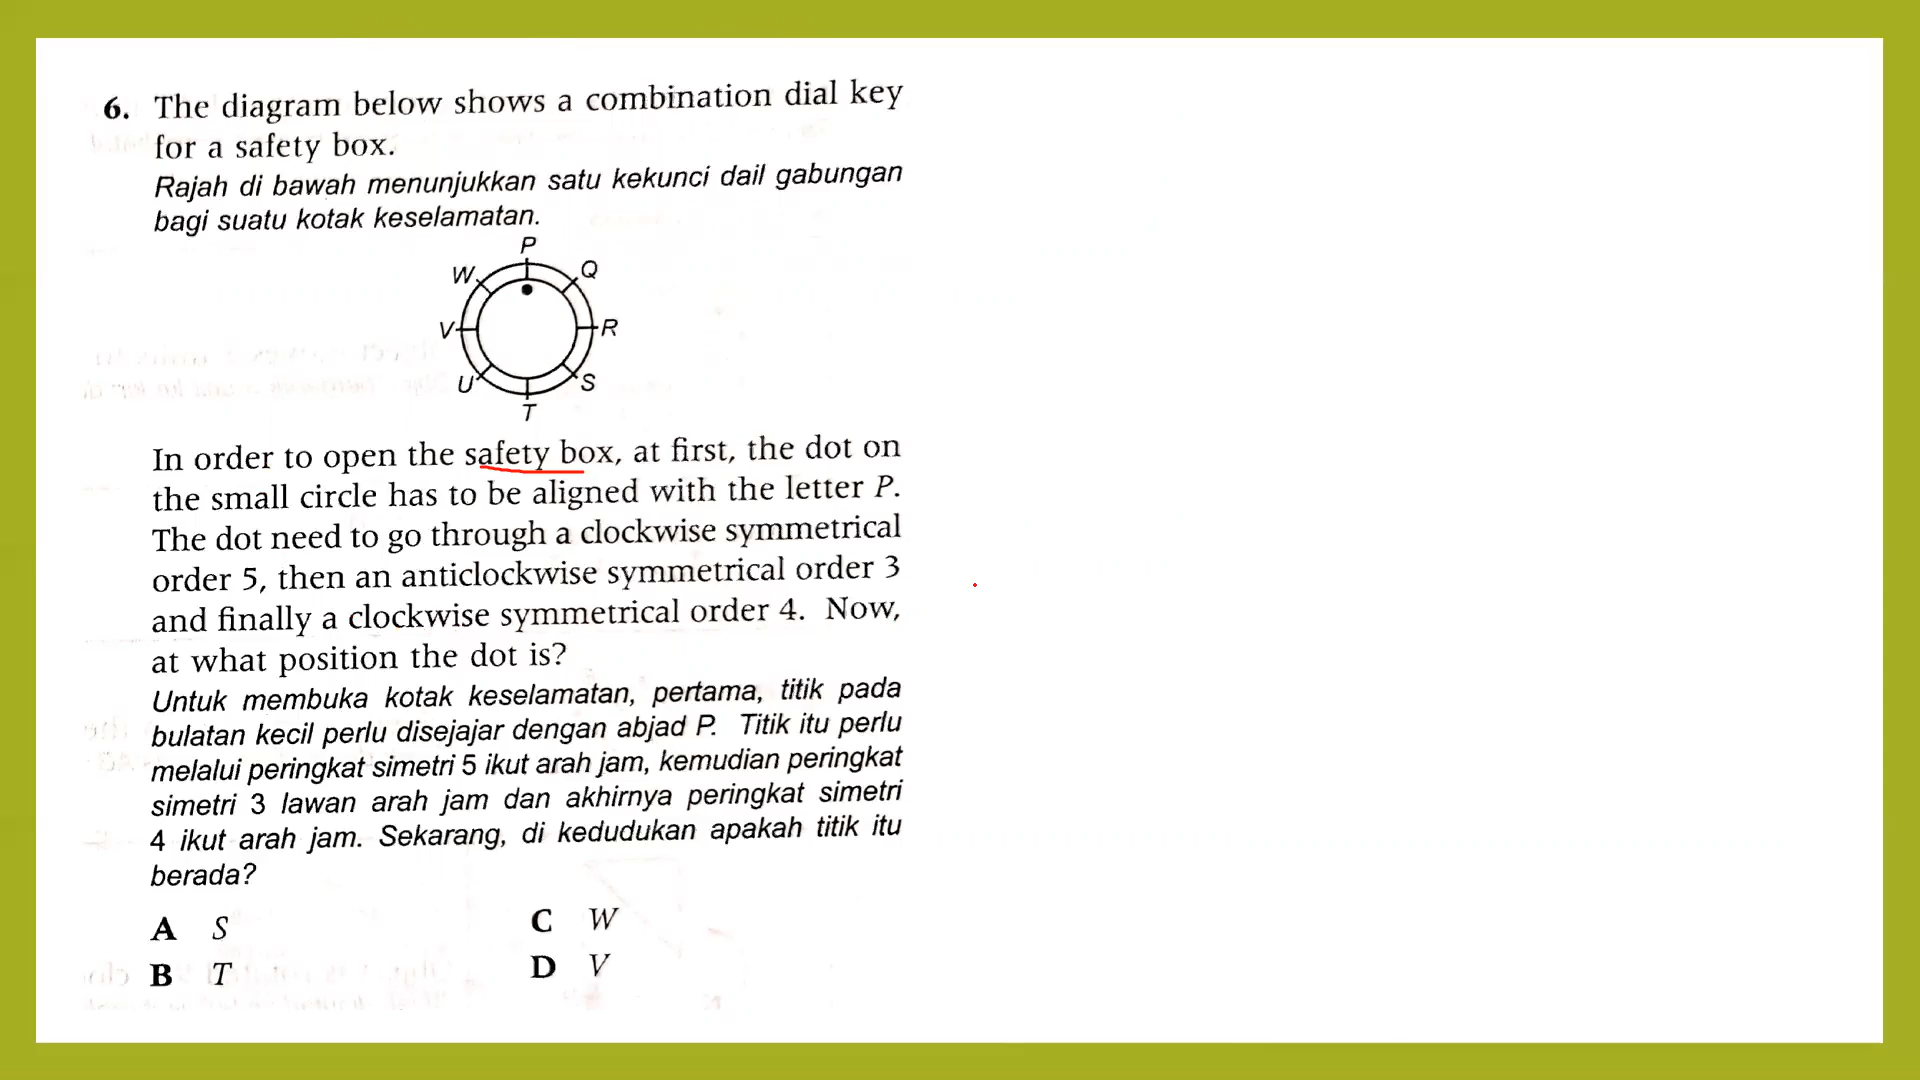 6. The diagram below shows a combination dial key
for a safety box.
Rajah di bawah menunjukkan satu kekunci dail gabungan
bagi suatu kotak keselamatan.
P
W Q
V R
U S
T
In order to open the safety box, at first, the dot on
the small circle has to be aligned with the letter P.
The dot need to go through a clockwise symmetrical
order 5, then an anticlockwise symmetrical order 3
and finally a clockwise symmetrical order 4. Now,
at what position the dot is?
Untuk membuka kotak keselamatan, pertama, titik pada
bulatan kecil perlu disejajar dengan abjad P. Titik itu perlu
melalui peringkat simetri 5 ikut arah jam, kemudian peringkat
simetri 3 lawan arah jam dan akhirnya peringkat simetri
4 ikut arah jam. Sekarang, di kedudukan apakah titik itu
berada?
A S C W
B T D V